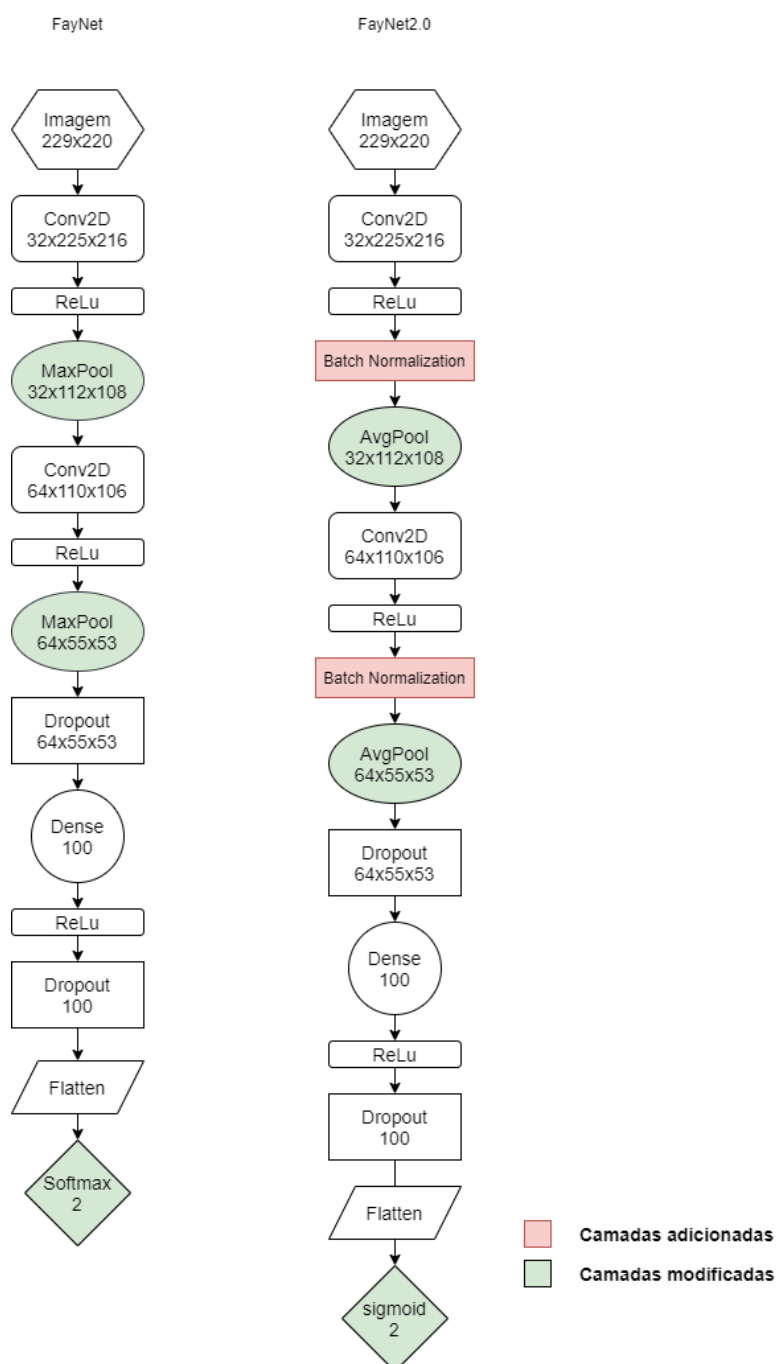 FayNet
Imagem
229x220
Conv2D
32x225x216
ReLu
MaxPool
32x112x108
Conv2D
64x110x106
ReLu
MaxPool
64x55x53
Dropout
64x55x53
Dense
100
ReLu
Dropout
100
Flatten
Softmax
2
FayNet2.0
Imagem
229x220
Conv2D
32x225x216
ReLu
Batch Normalization
AvgPool
32x112x108
Conv2D
64x110x106
ReLu
Batch Normalization
AvgPool
64x55x53
Dropout
64x55x53
Dense
100
ReLu
Dropout
100
Flatten
sigmoid
2
Camadas adicionadas
Camadas modificadas